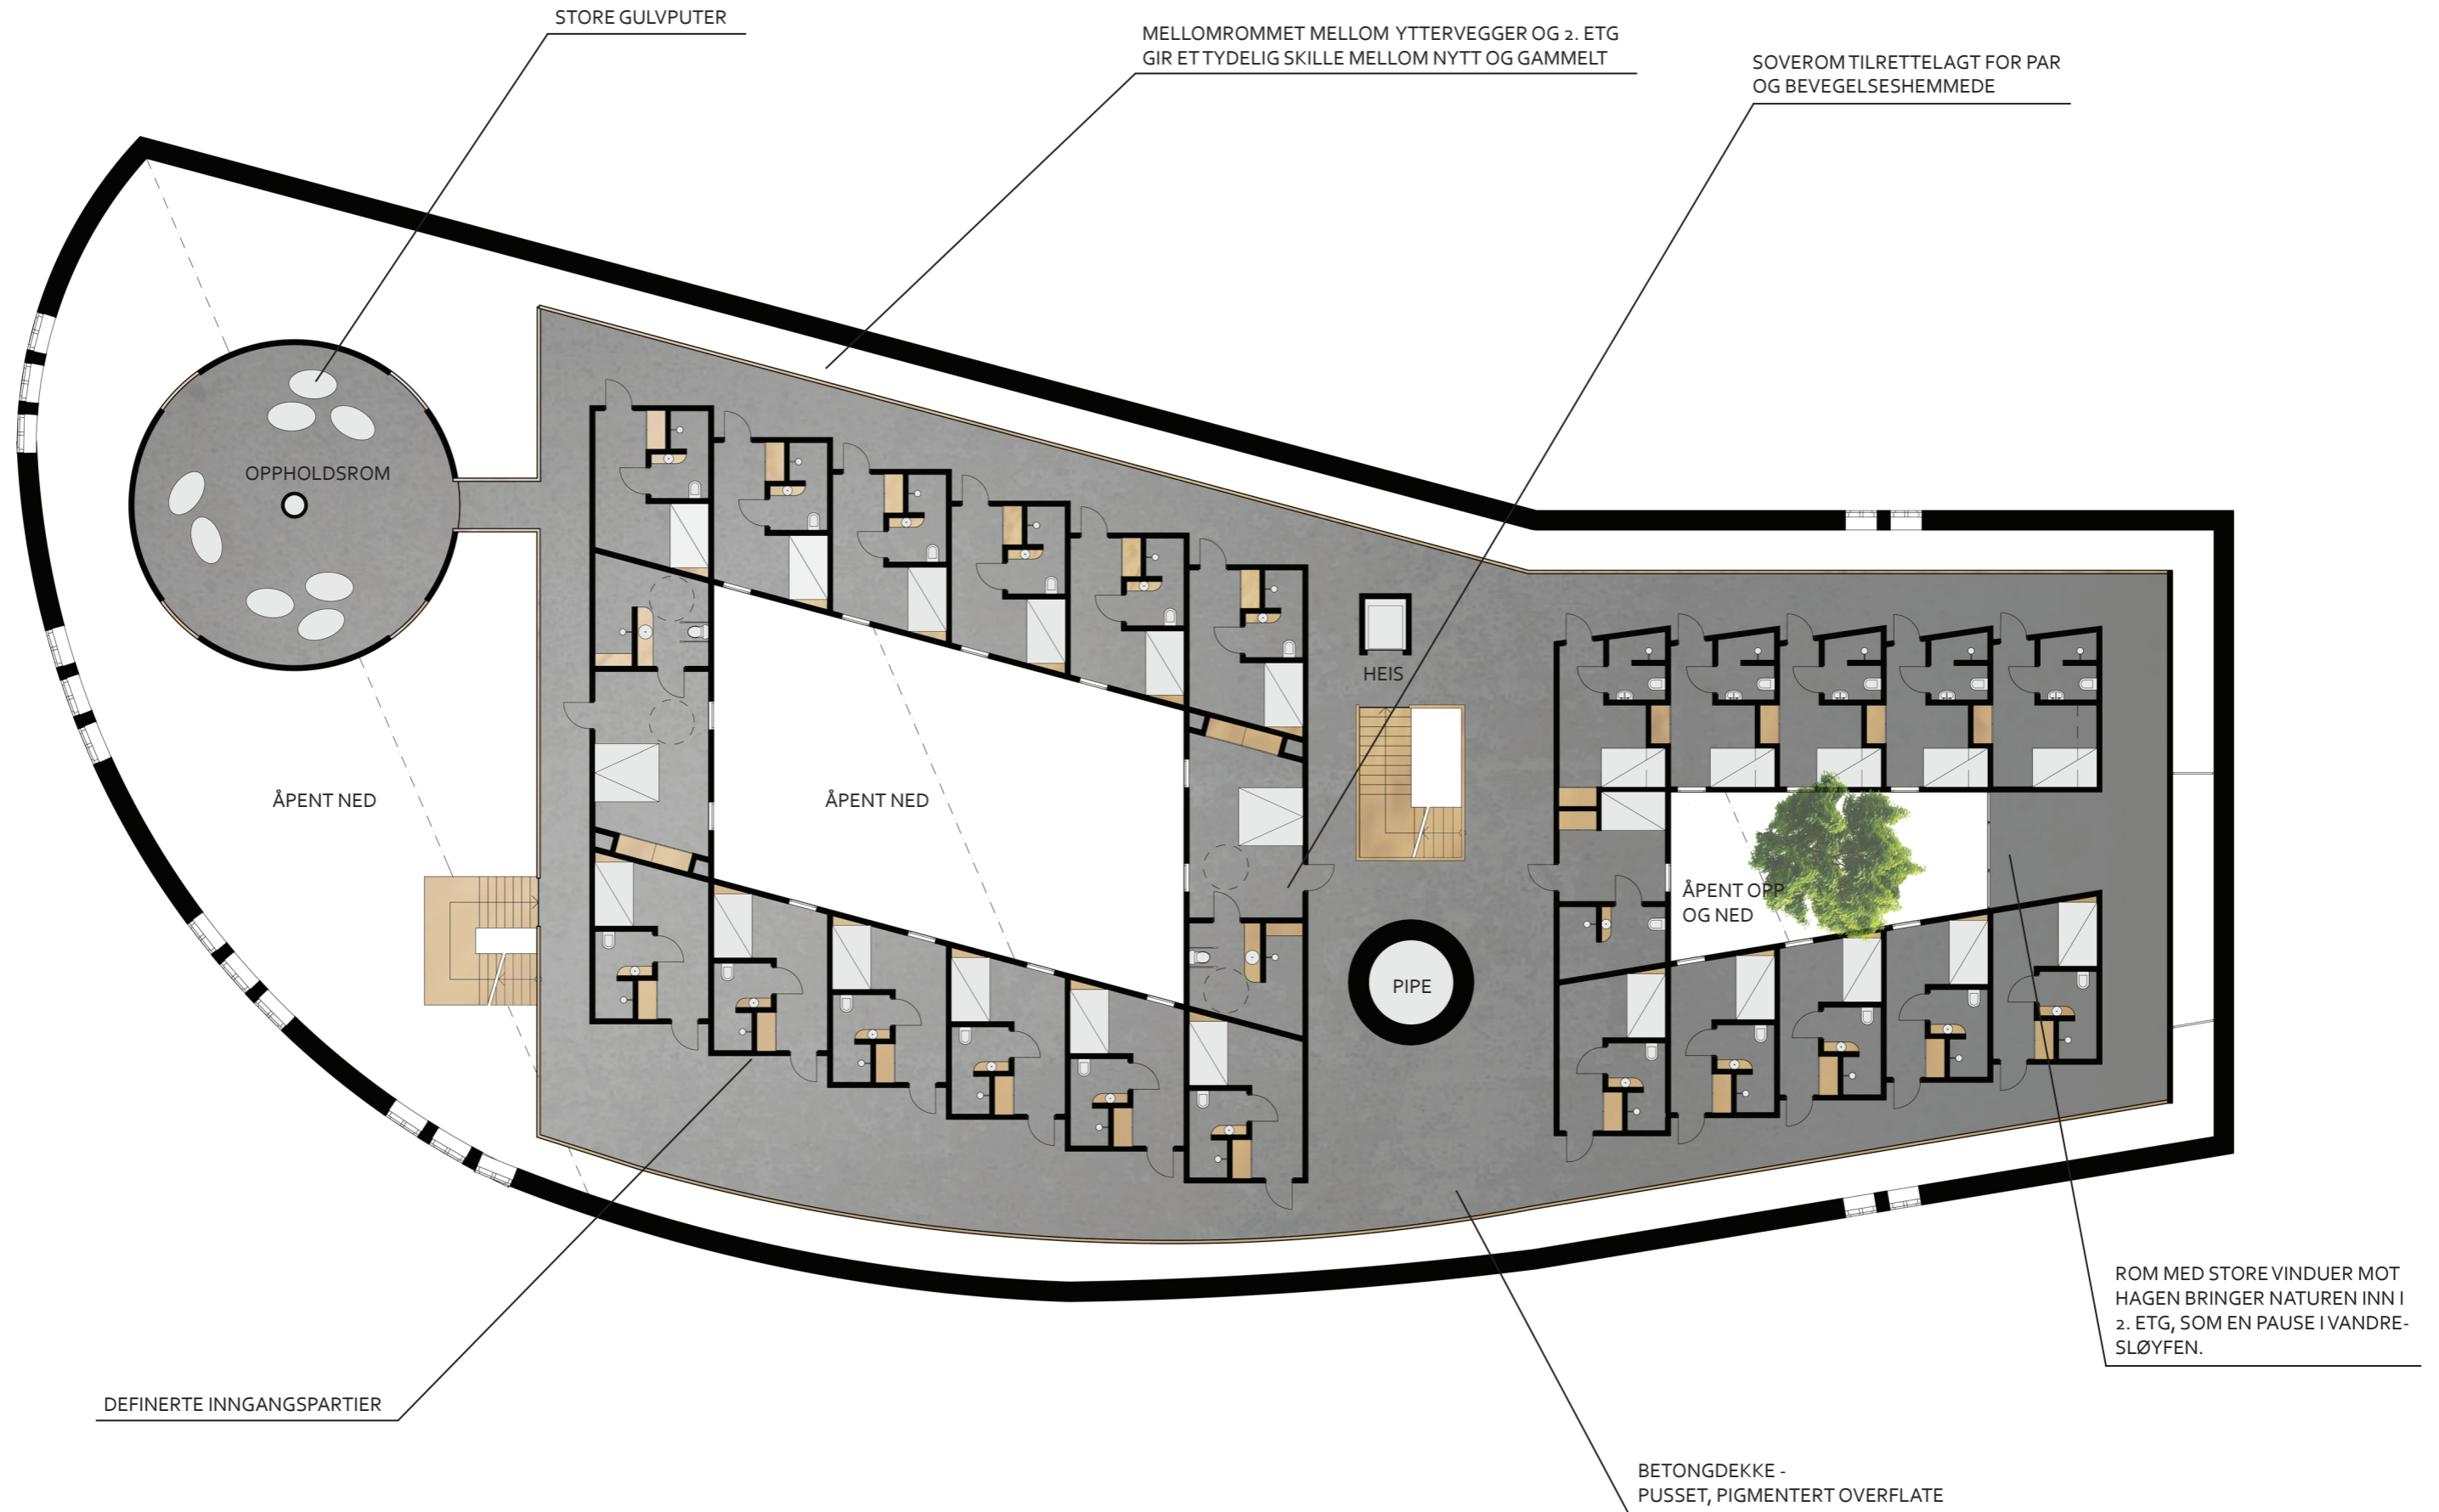 STORE GULVPUTER
MELLOMROMMET MELLOM YTTERVEGGER OG 2. ETG
GIR ET TYDELIG SKILLE MELLOM NYTT OG GAMMELT
SOVEROM TILRETTELAGT FOR PAR
OG BEVEGELSESHEMMEDE
OPPHOLDSROM
HEIS
ÅPENT NED
ÅPENT NED
ÅPENT OPP
OG NED
PIPE
ROM MED STORE VINDUER MOT
HAGEN BRINGER NATUREN INN I
2. ETG, SOM EN PAUSE I VANDRE-
SLØYFEN.
DEFINERTE INNGANGSPARTIER
BETONGDEKKE -
PUSSET, PIGMENTERT OVERFLATE